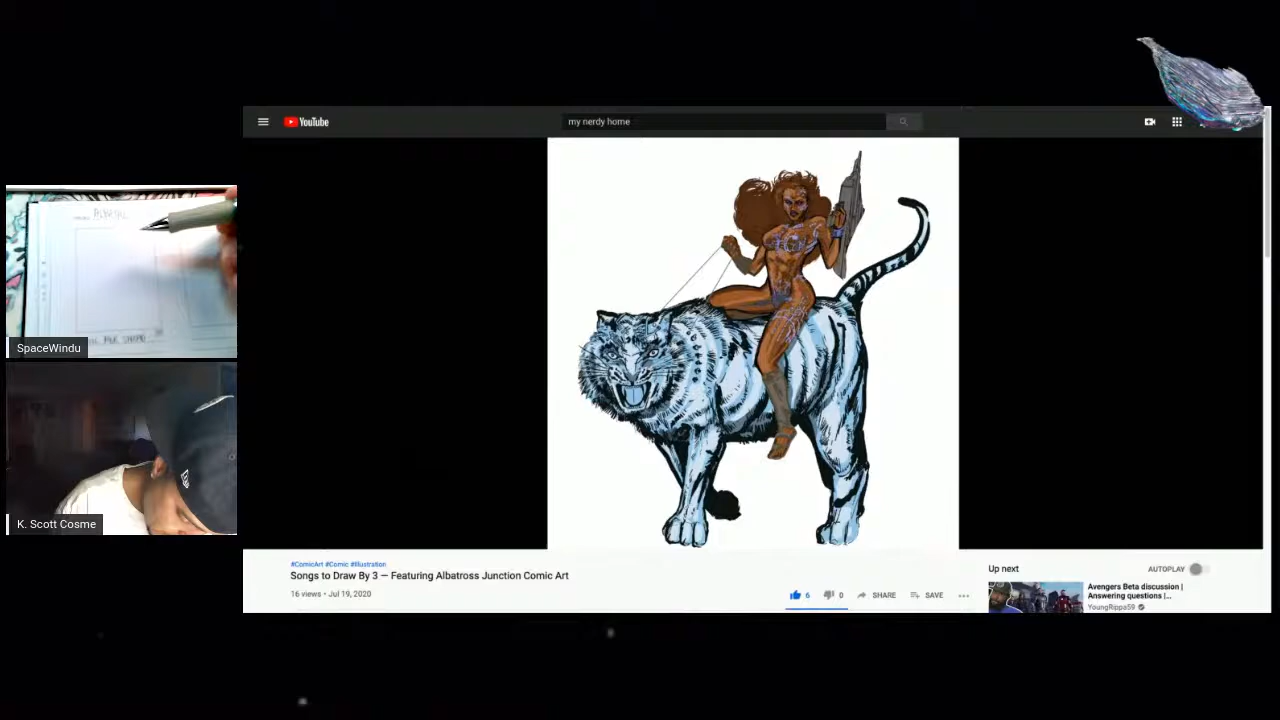 YouTube
my nerdy home
SpaceWindu
K. Scott Cosme
#ComicArt #Comic #Illustration
Songs to Draw By 3 — Featuring Albatross Junction Comic Art
16 views • Jul 19, 2020
6
0
SHARE
SAVE
Up next
AUTOPLAY
Avengers Beta discussion |
Answering questions |...
YoungRippa59